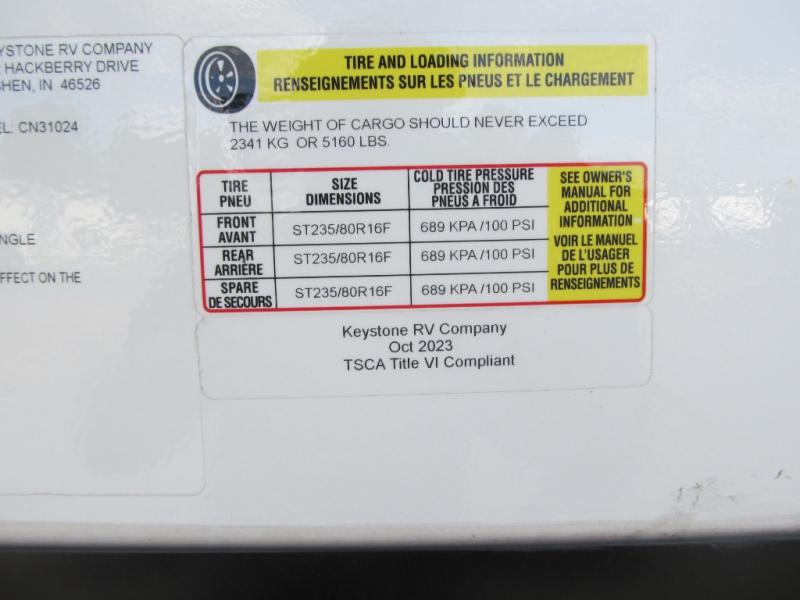 YSTONE RV COMPANY
HACKBERRY DRIVE
SHEN, IN 46526
EL: CN31024
NGLE
FFECT ON THE
TIRE AND LOADING INFORMATION
RENSEIGNEMENTS SUR LES PNEUS ET LE CHARGEMENT
THE WEIGHT OF CARGO SHOULD NEVER EXCEED
2341 KG OR 5160 LBS.
TIRE
PNEU
SIZE
DIMENSIONS
COLD TIRE PRESSURE
PRESSION DES
PNEUS A FROID
FRONT
AVANT
ST235/80R16F
689 KPA /100 PSI
REAR
ARRIÈRE
ST235/80R16F
689 KPA /100 PSI
SPARE
DE SECOURS
ST235/80R16F
689 KPA /100 PSI
SEE OWNER'S
MANUAL FOR
ADDITIONAL
INFORMATION
VOIR LE MANUEL
DE L'USAGER
POUR PLUS DE
RENSEIGNEMENTS
Keystone RV Company
Oct 2023
TSCA Title VI Compliant